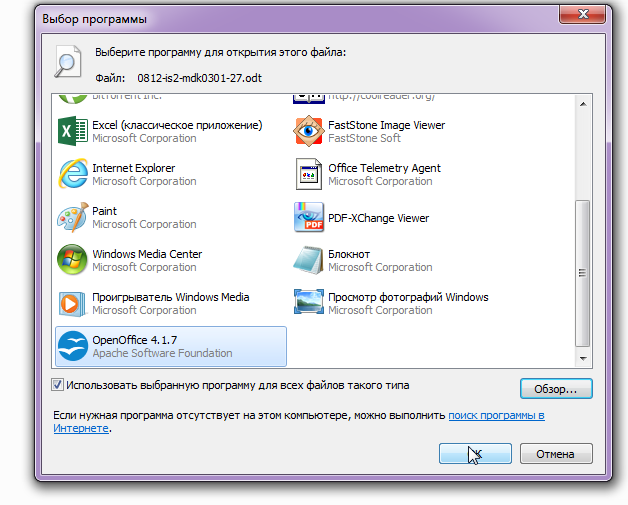 Выбор программы
Выберите программу для открытия этого файла:
Файл: 0812-is2-mdk0301-27.odt
BitTorrent Inc.
http://coolreader.org/
Excel (классическое приложение)
Microsoft Corporation
FastStone Image Viewer
FastStone Soft
Internet Explorer
Microsoft Corporation
Office Telemetry Agent
Microsoft Corporation
Paint
Microsoft Corporation
PDF-XChange Viewer
Windows Media Center
Microsoft Corporation
Блокнот
Microsoft Corporation
Проигрыватель Windows Media
Microsoft Corporation
Просмотр фотографий Windows
Microsoft Corporation
OpenOffice 4.1.7
Apache Software Foundation
Использовать выбранную программу для всех файлов такого типа
Обзор...
Если нужная программа отсутствует на этом компьютере, можно выполнить поиск программы в
Интернете.
Отмена